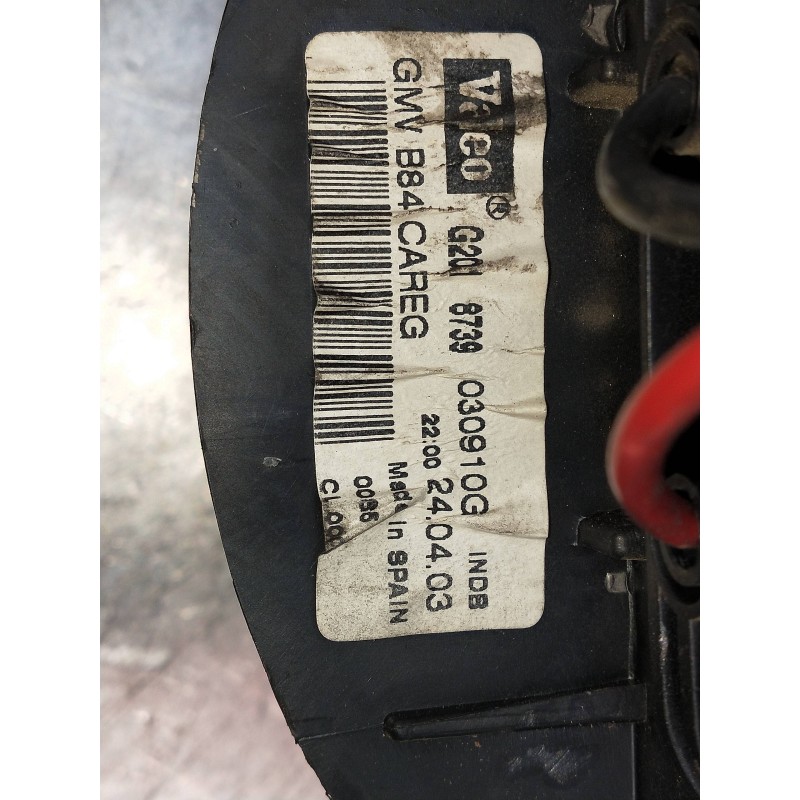 Valeo®
G201 8739 030910G INDB
22:00 24.04.03
GMV B84 CAREG
Made in SPAIN